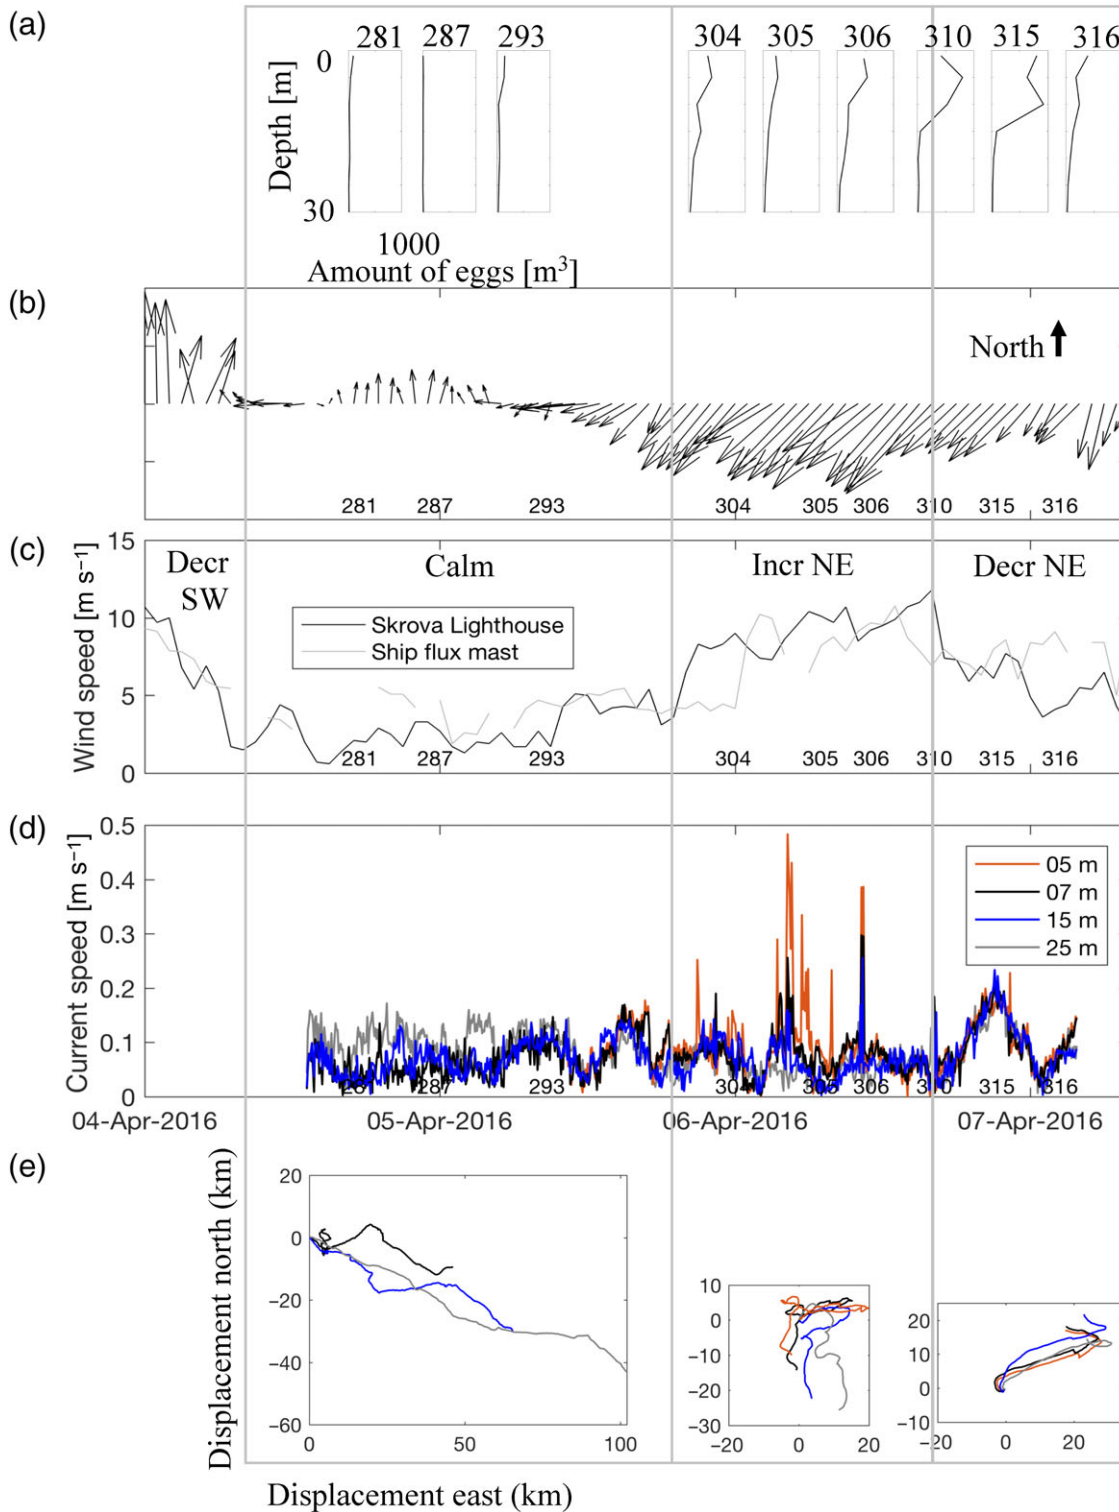 (a)
281 287 293 304 305 306 310 315 316
0
Depth [m]
30
1000
Amount of eggs [m³]
(b)
North
281 287 293 304 305 306 310 315 316
(c)
15
Decr
SW
Calm
Incr NE
Decr NE
Skrova Lighthouse
Ship flux mast
10
5
0
Wind speed [m s⁻¹]
281 287 293 304 305 306 310 315 316
(d)
0.5
0.4
0.3
0.2
0.1
0
Current speed [m s⁻¹]
05 m
07 m
15 m
25 m
287 293 304 305 306 310 315 316
04-Apr-2016 05-Apr-2016 06-Apr-2016 07-Apr-2016
(e)
Displacement north (km)
20
0
−20
−40
−60
0 50 100
10
0
−10
−20
−30
−20 0 20
20
10
0
−10
−20 0 20
Displacement east (km)